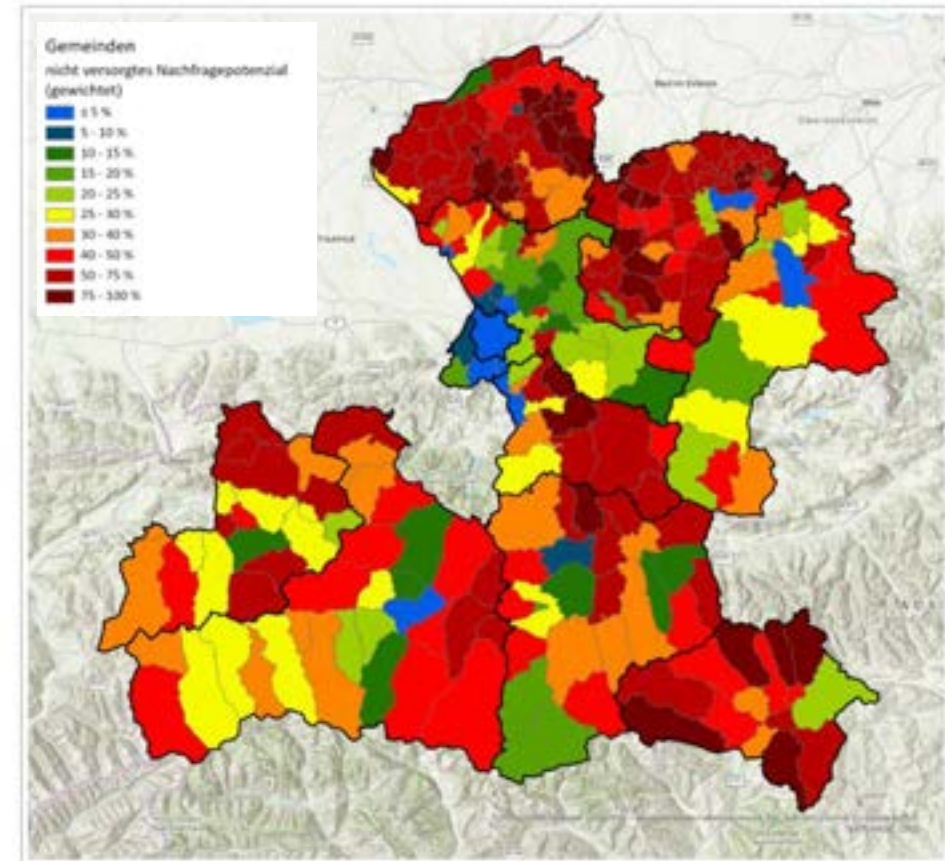 Gemeinden
nicht versorgtes Nachfragepotenzial
(gewichtet)
≤ 5 %
5 - 10 %
10 - 15 %
15 - 20 %
20 - 25 %
25 - 30 %
30 - 40 %
40 - 50 %
50 - 75 %
75 - 100 %